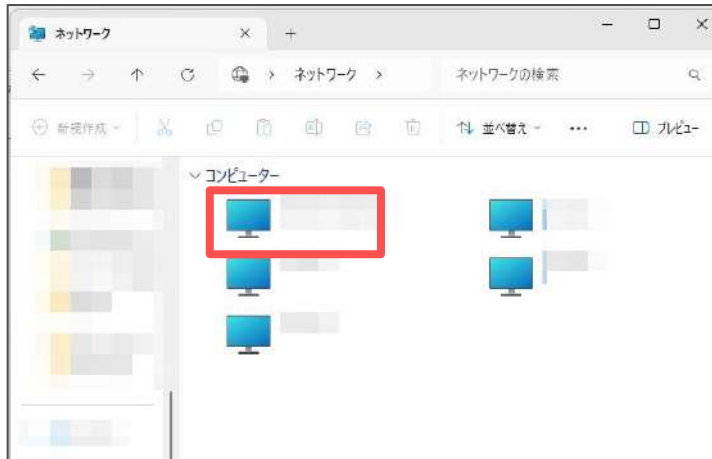 ネットワーク
ネットワーク
ネットワークの検索
新規作成
並べ替え
プレビュー
コンピューター